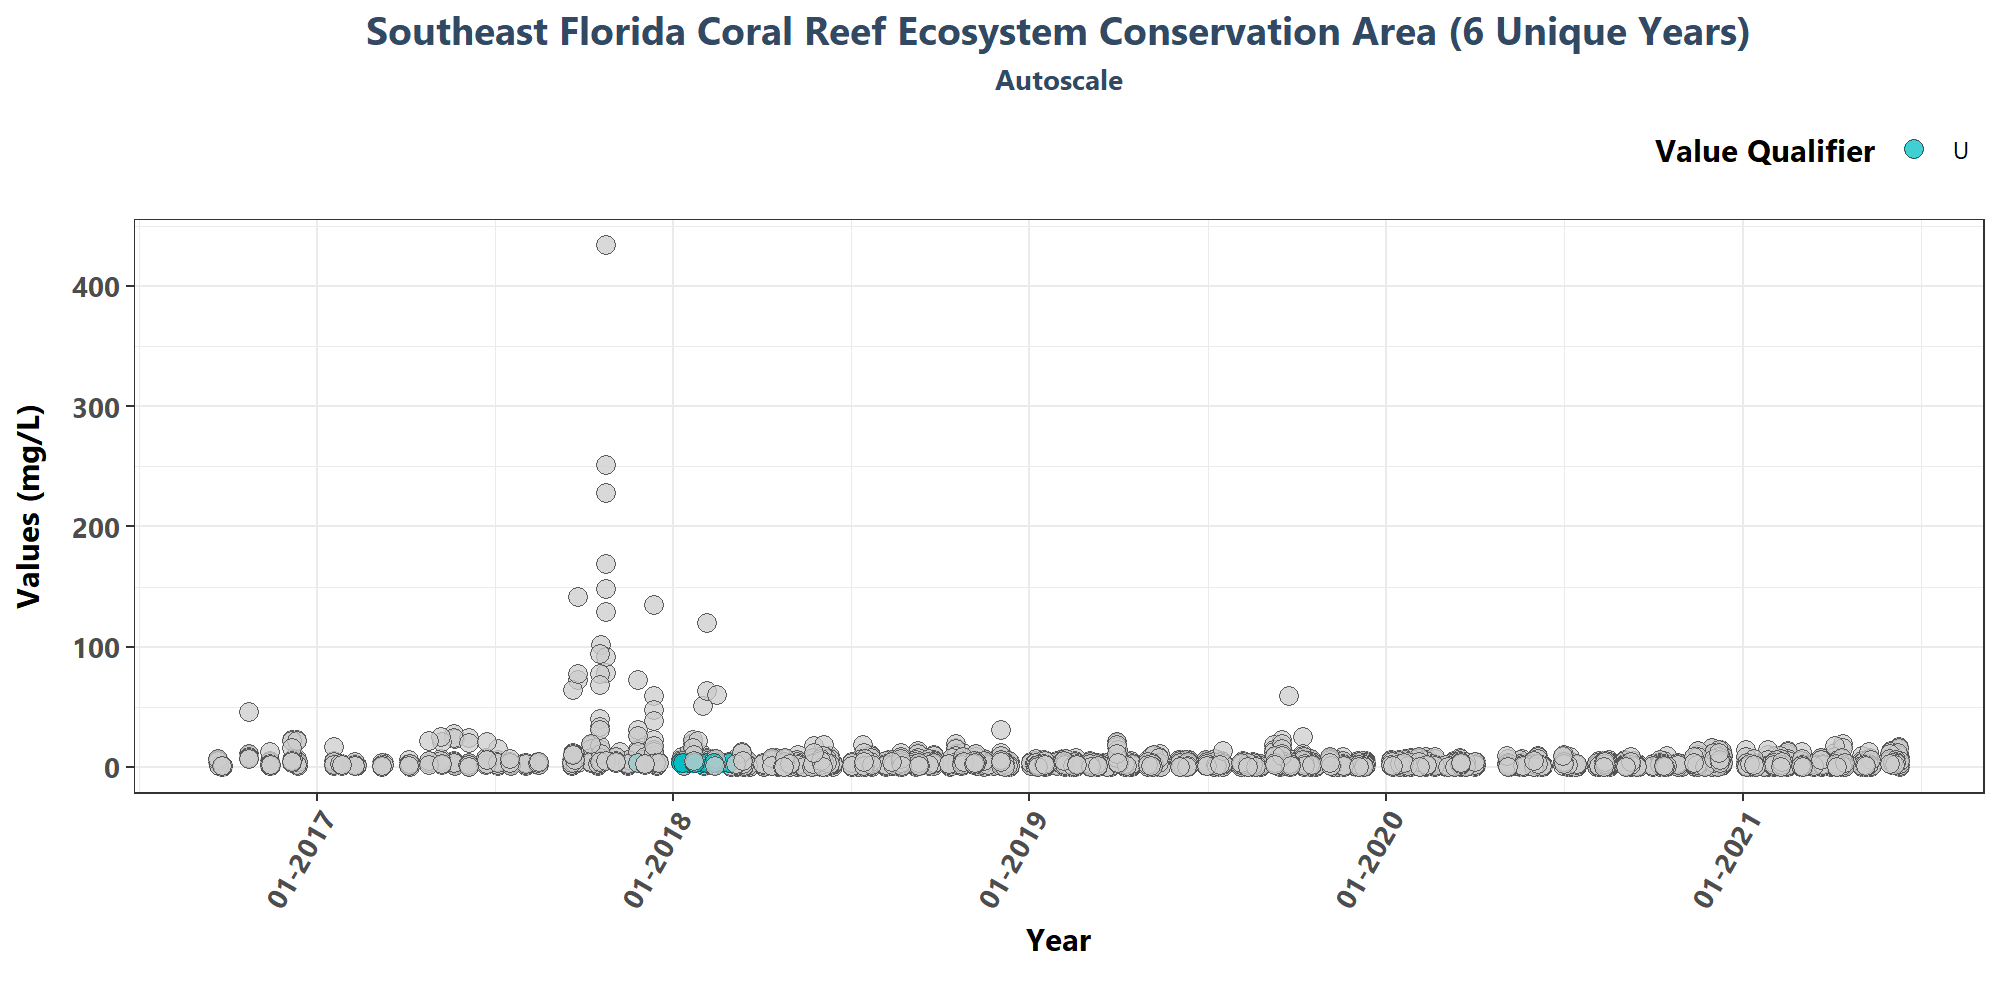 Southeast Florida Coral Reef Ecosystem Conservation Area (6 Unique Years)
Autoscale
Value Qualifier U
Values (mg/L)
400
300
200
100
0
01-2017 01-2018 01-2019 01-2020 01-2021
Year